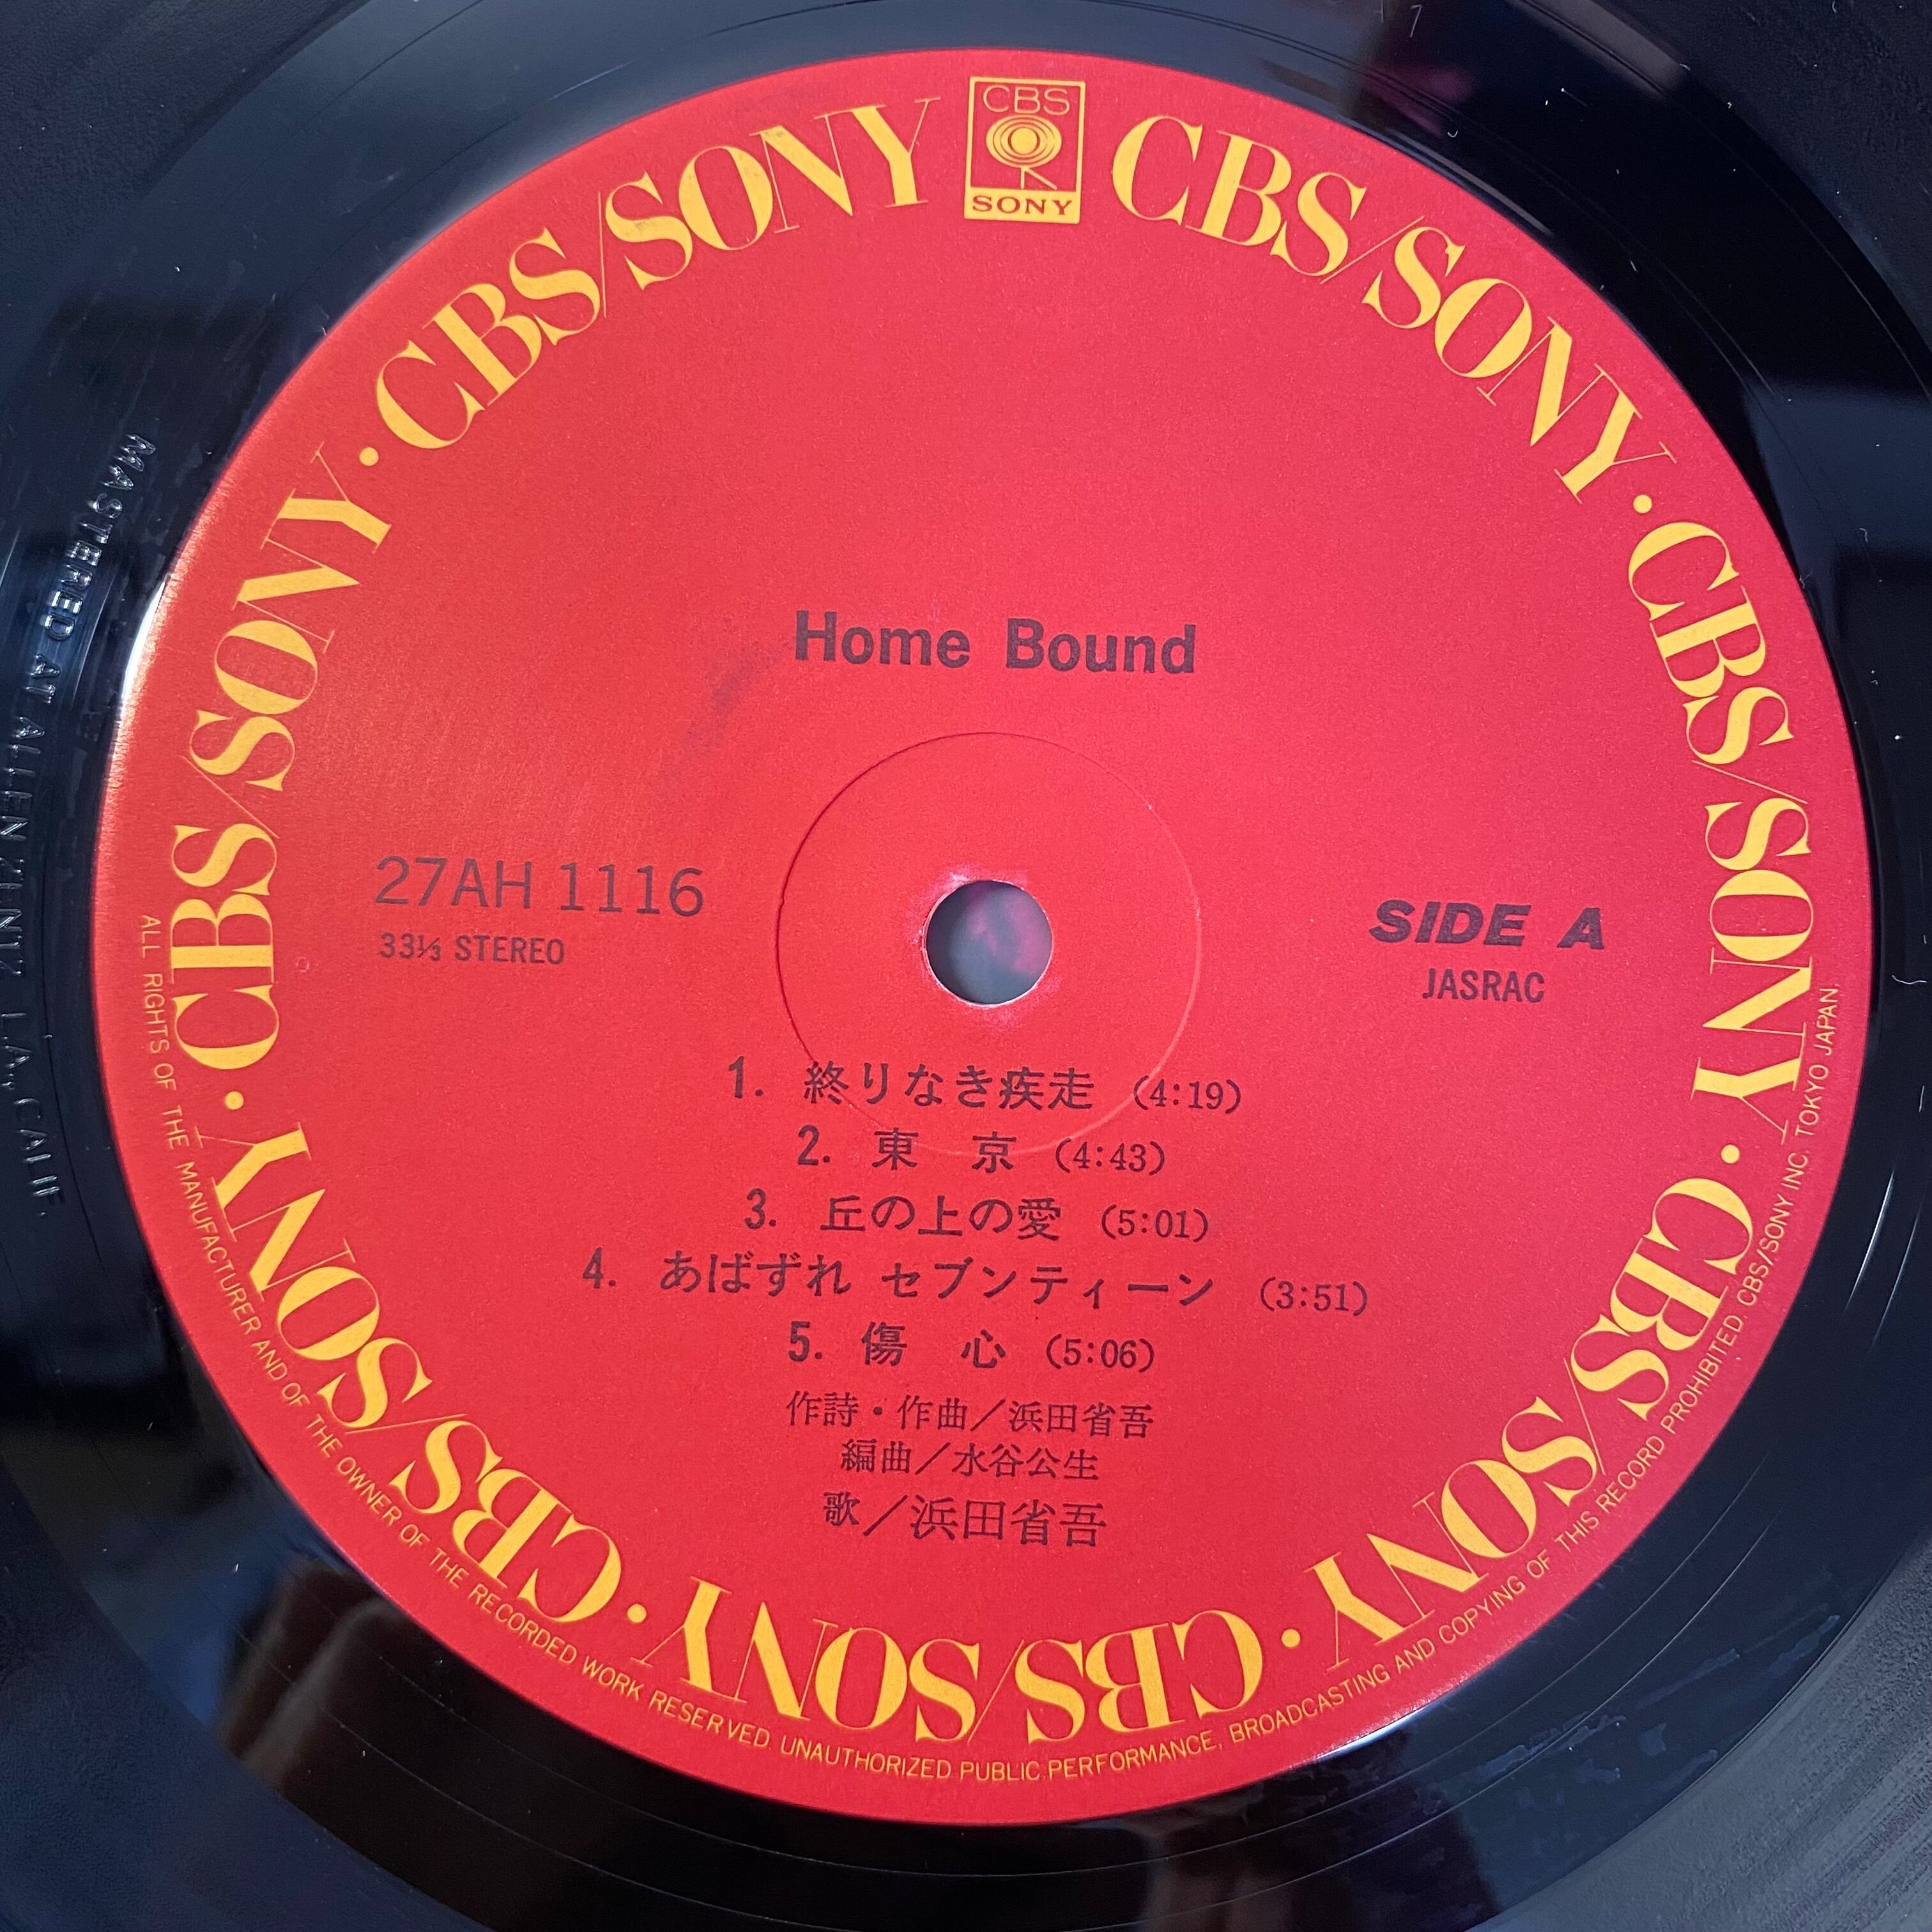 CBS
SONY
CBS/SONY · CBS/SONY · CBS/SONY · CBS/SONY · CBS/SONY · CBS/SONY · CBS/SONY
Home Bound
27AH 1116
33⅓ STEREO
SIDE A
JASRAC
1. 終りなき疾走 (4:19)
2. 東 京 (4:43)
3. 丘の上の愛 (5:01)
4. あばずれ セブンティーン (3:51)
5. 傷 心 (5:06)
作詩・作曲／浜田省吾
編曲／水谷公生
歌／浜田省吾
ALL RIGHTS OF THE MANUFACTURER AND OF THE OWNER OF THE RECORDED WORK RESERVED. UNAUTHORIZED PUBLIC PERFORMANCE, BROADCASTING AND COPYING OF THIS RECORD PROHIBITED. CBS/SONY INC. TOKYO JAPAN.
MASTERED AT ALLEN ZENTZ L.A., CALIF.